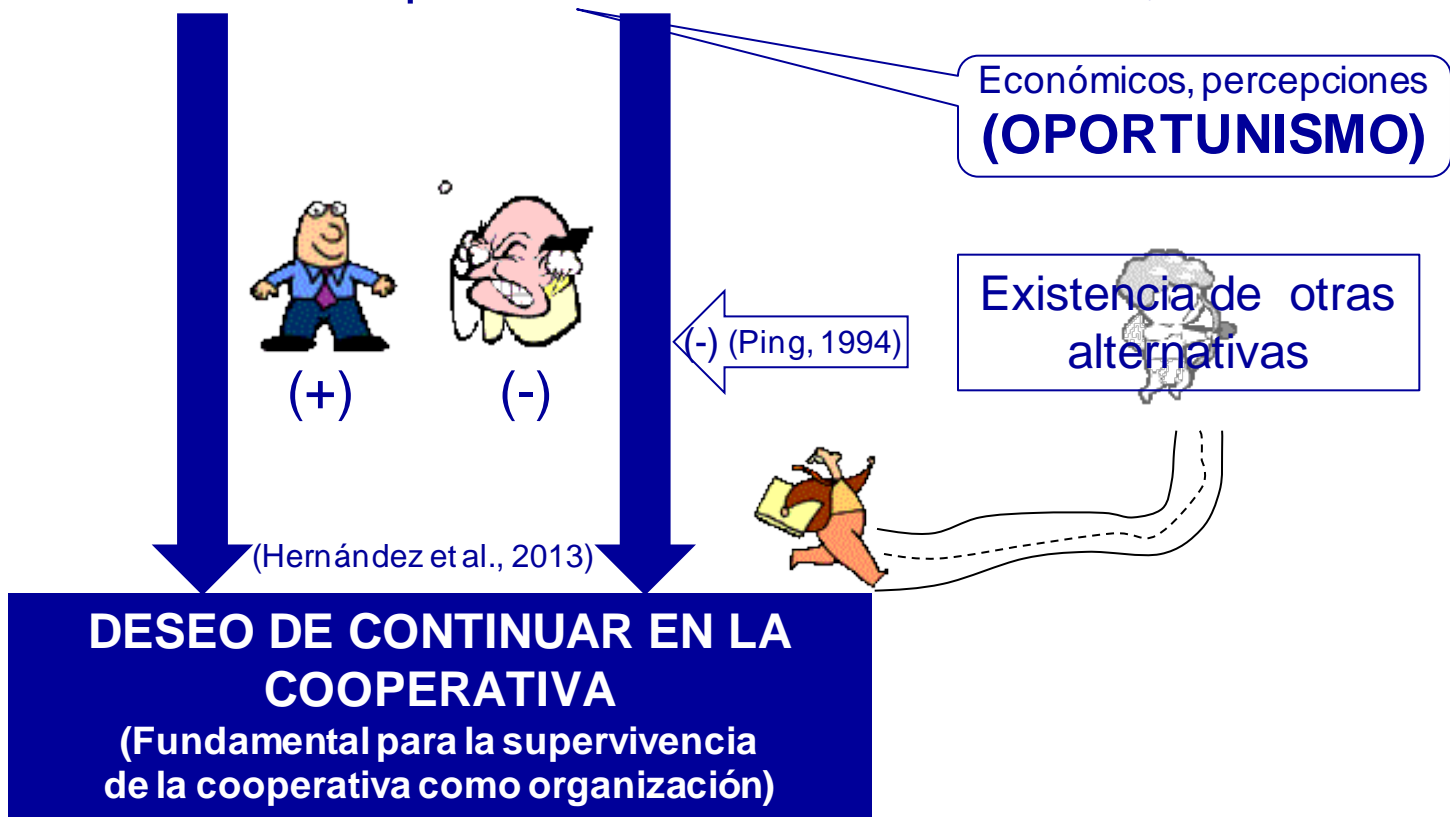 Económicos, percepciones
(OPORTUNISMO)
Existencia de otras
alternativas
(-) (Ping, 1994)
(+) (-)
(Hernández et al., 2013)
DESEO DE CONTINUAR EN LA
COOPERATIVA
(Fundamental para la supervivencia
de la cooperativa como organización)